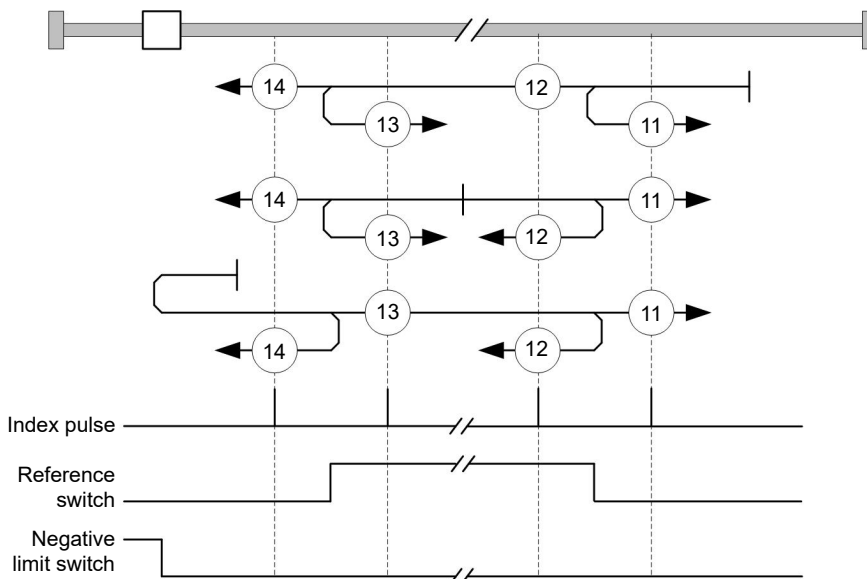 14
12
13
11
14
11
13
12
13
11
14
12
Index pulse
Reference
switch
Negative
limit switch